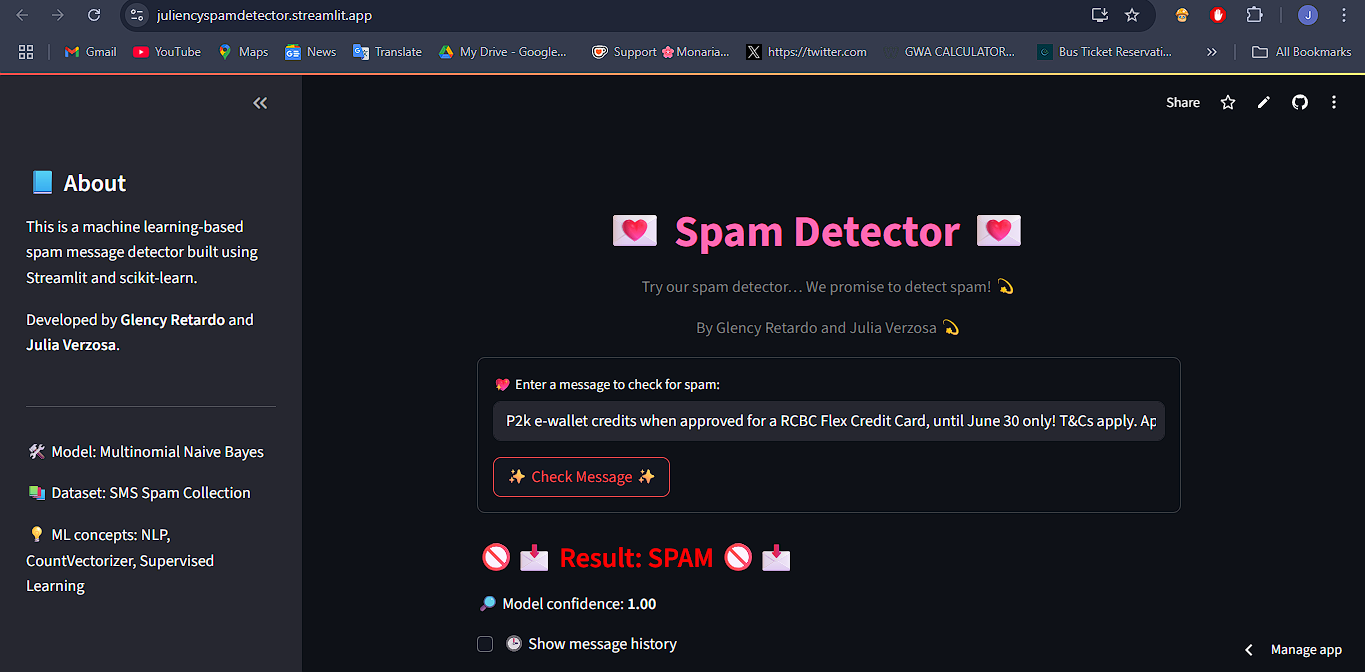 juliencyspamdetector.streamlit.app
J
Gmail
YouTube
Maps
News
Translate
My Drive - Google...
Support 🌸Monaria...
https://twitter.com
GWA CALCULATOR...
Bus Ticket Reservati...
All Bookmarks
Share
About
This is a machine learning-based
spam message detector built using
Streamlit and scikit-learn.
Developed by Glency Retardo and
Julia Verzosa.
🛠️ Model: Multinomial Naive Bayes
📚 Dataset: SMS Spam Collection
💡 ML concepts: NLP,
CountVectorizer, Supervised
Learning
💌 Spam Detector 💌
Try our spam detector... We promise to detect spam! 💫
By Glency Retardo and Julia Verzosa 💫
💖 Enter a message to check for spam:
P2k e-wallet credits when approved for a RCBC Flex Credit Card, until June 30 only! T&Cs apply. Ap
✨ Check Message ✨
🚫 📩 Result: SPAM 🚫 📩
🔎 Model confidence: 1.00
🕒 Show message history
Manage app